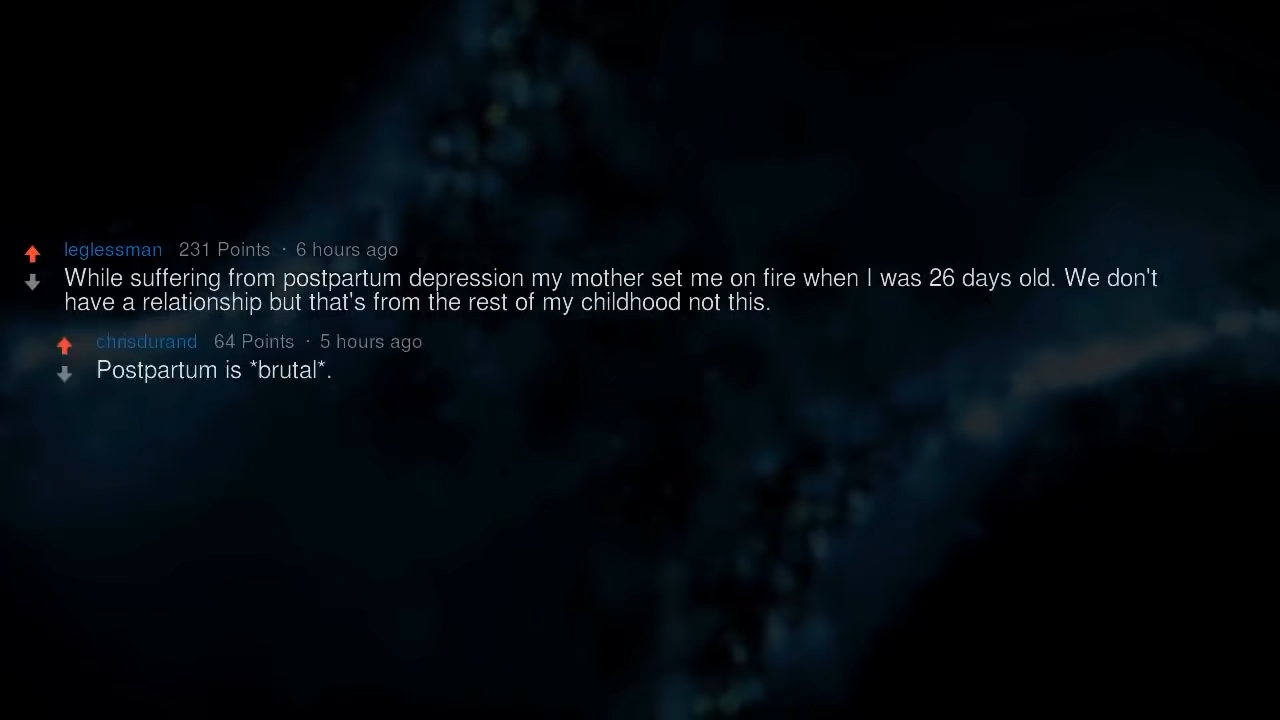 leglessman 231 Points · 6 hours ago
While suffering from postpartum depression my mother set me on fire when I was 26 days old. We don't
have a relationship but that's from the rest of my childhood not this.
chrisdurand 64 Points · 5 hours ago
Postpartum is *brutal*.